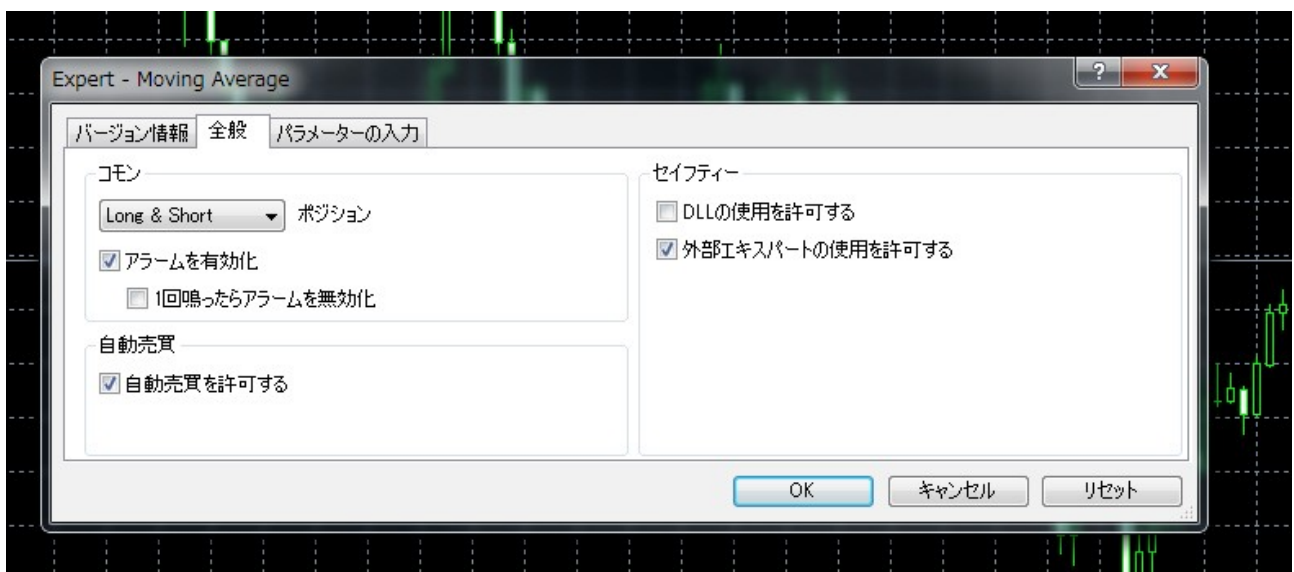 Expert - Moving Average
?
バージョン情報 全般 パラメーターの入力
コモン
Long & Short ポジション
アラームを有効化
1回鳴ったらアラームを無効化
自動売買
自動売買を許可する
セイフティー
DLLの使用を許可する
外部エキスパートの使用を許可する
OK キャンセル リセット